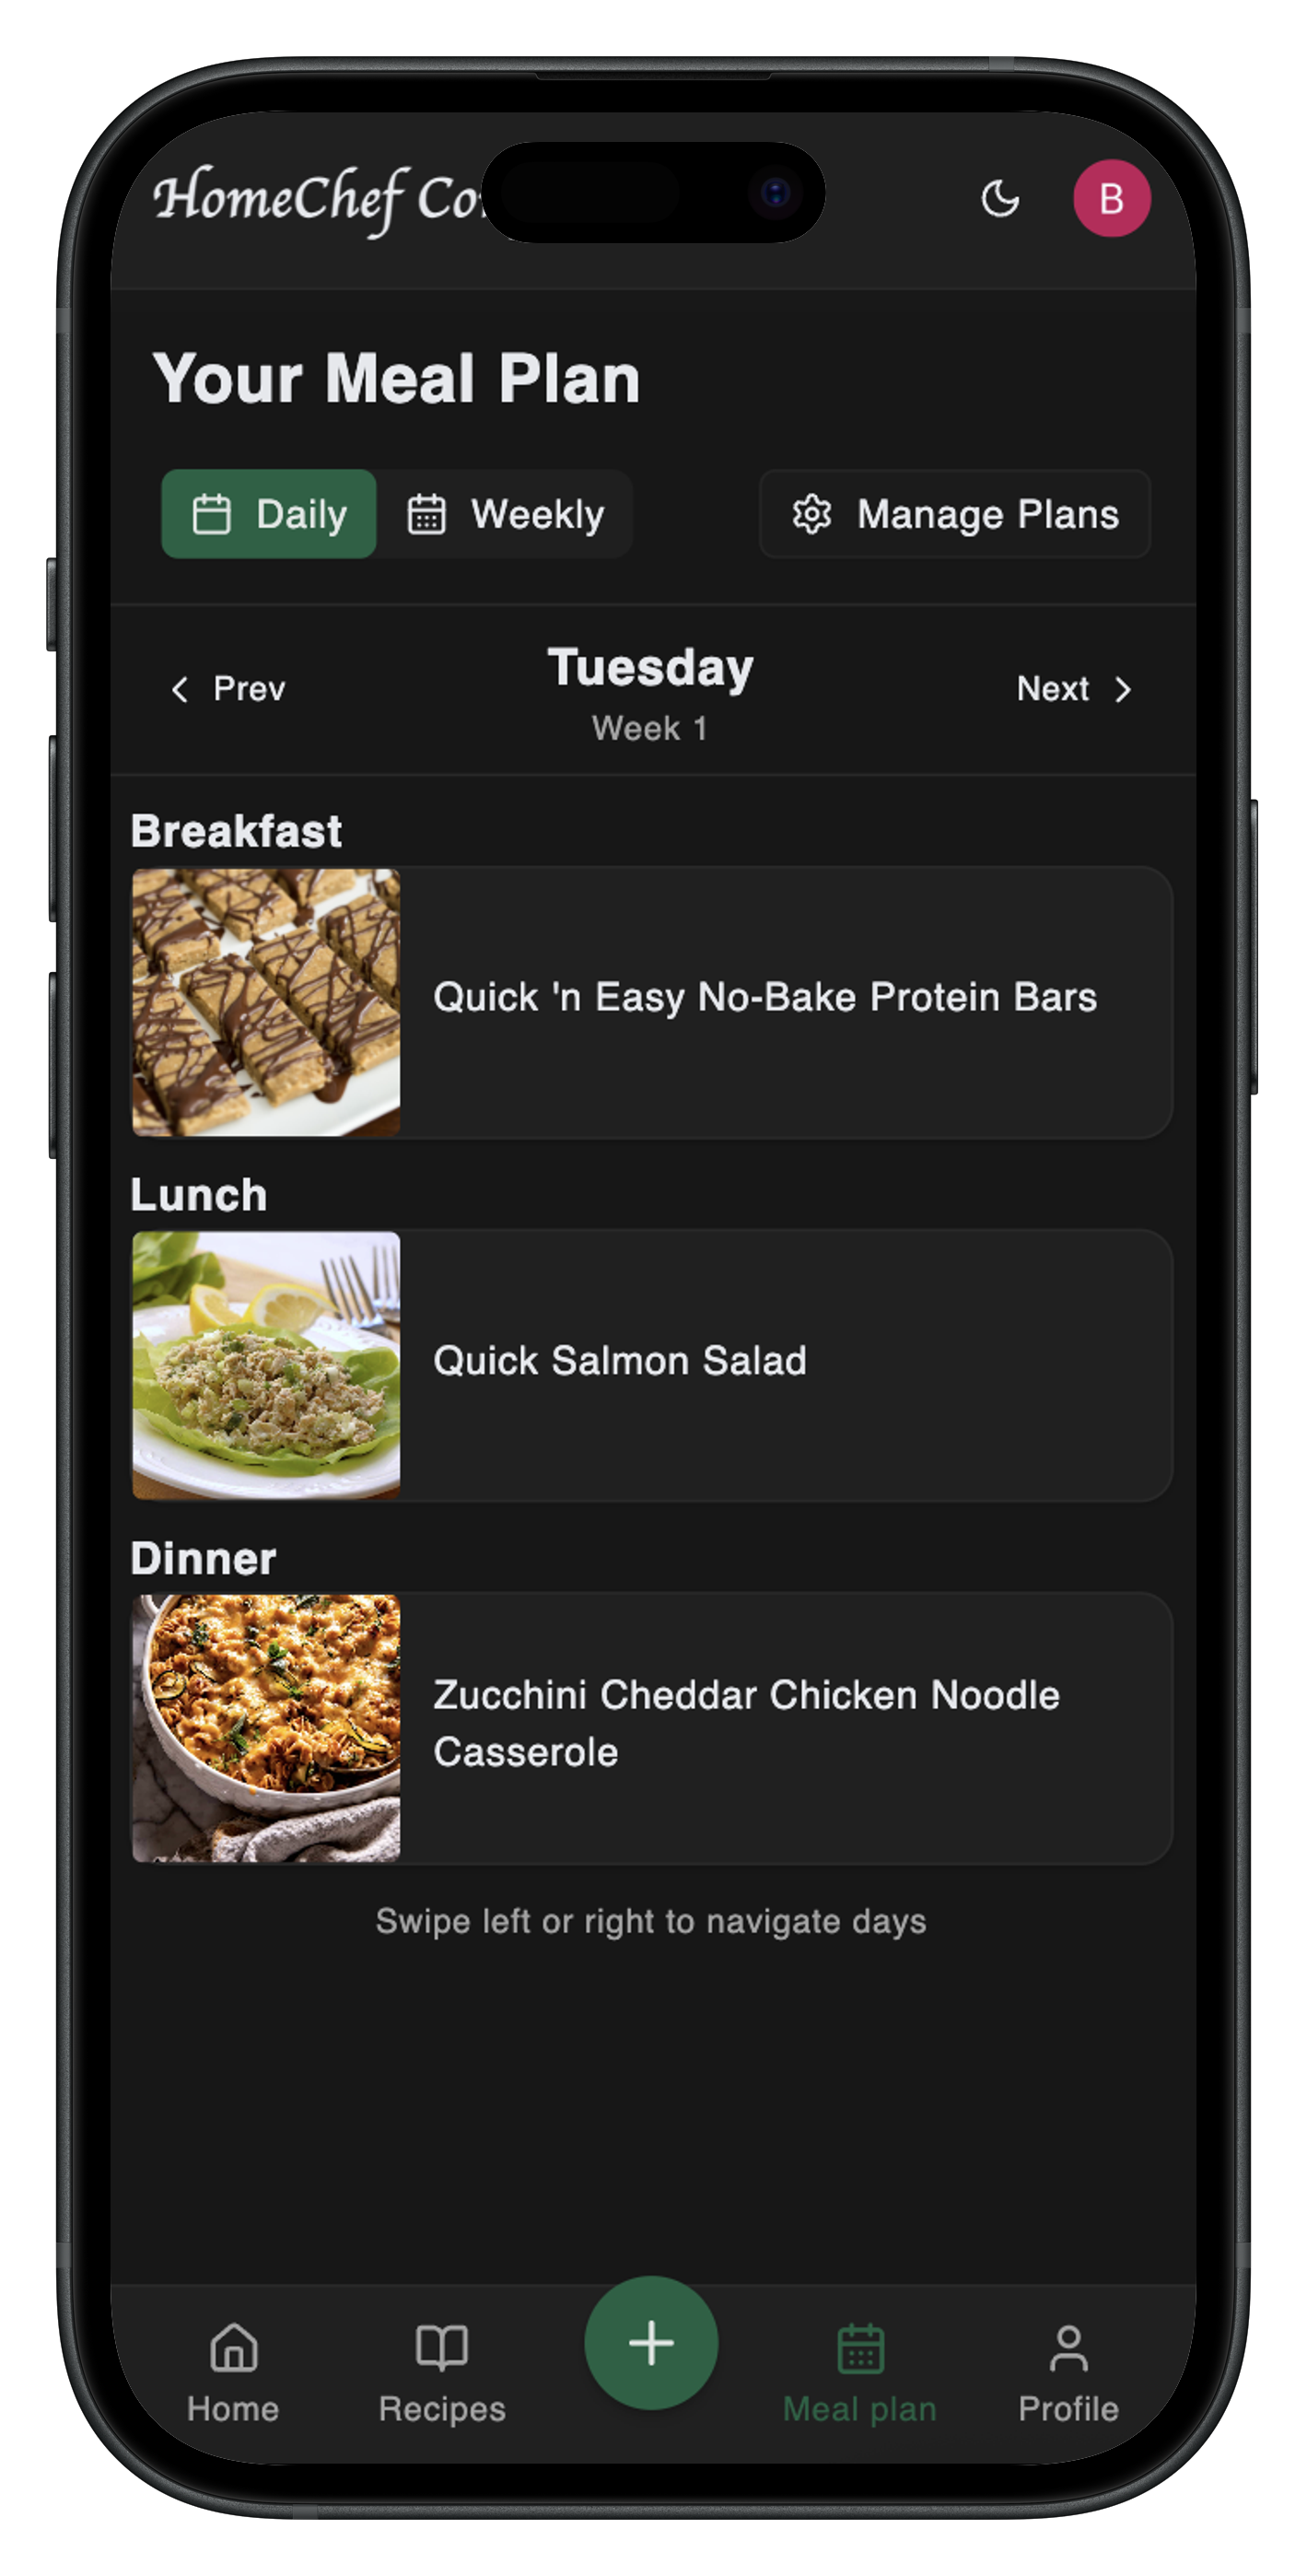 HomeChef
B
Your Meal Plan
Daily
Weekly
Manage Plans
Prev
Tuesday
Next
Week 1
Breakfast
Quick 'n Easy No-Bake Protein Bars
Lunch
Quick Salmon Salad
Dinner
Zucchini Cheddar Chicken Noodle
Casserole
Swipe left or right to navigate days
Home
Recipes
Meal plan
Profile